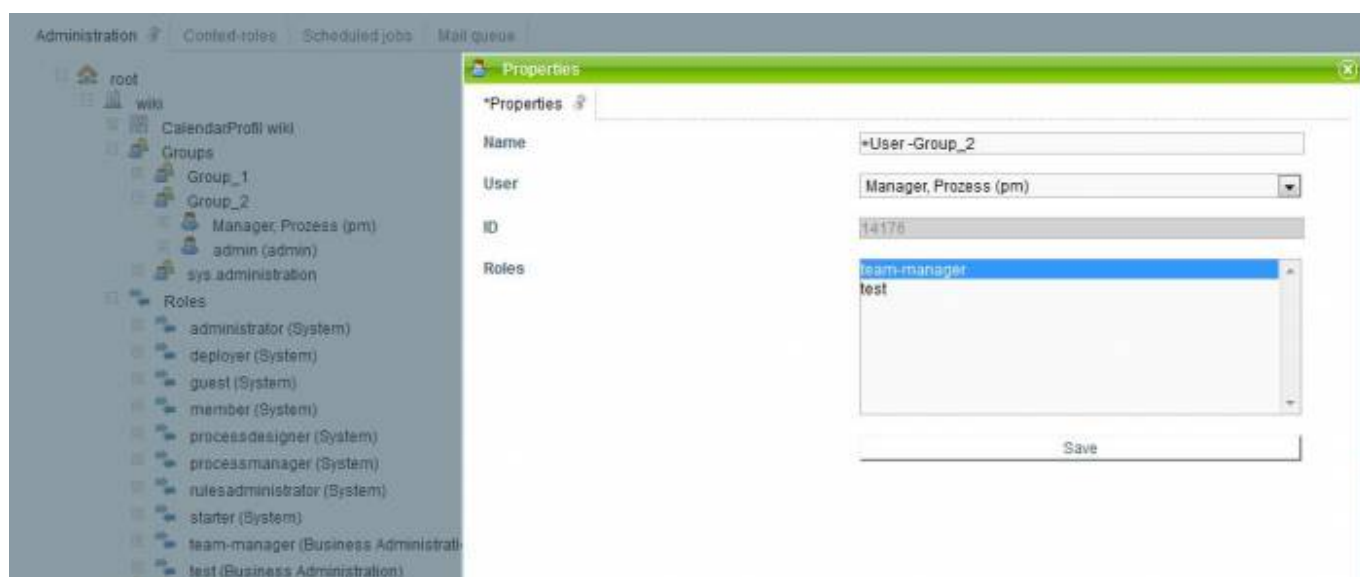 Administration Context-roles Scheduled jobs Mail queue
root
wiki
CalendarProfil wiki
Groups
Group_1
Group_2
Manager, Prozess (pm)
admin (admin)
sys.administration
Roles
administrator (System)
deployer (System)
guest (System)
member (System)
processdesigner (System)
processmanager (System)
rulesadministrator (System)
starter (System)
team-manager (Business Administrati
test (Business Administration)
Properties
*Properties
Name +User -Group_2
User Manager, Prozess (pm)
ID 14176
Roles team-manager
test
Save